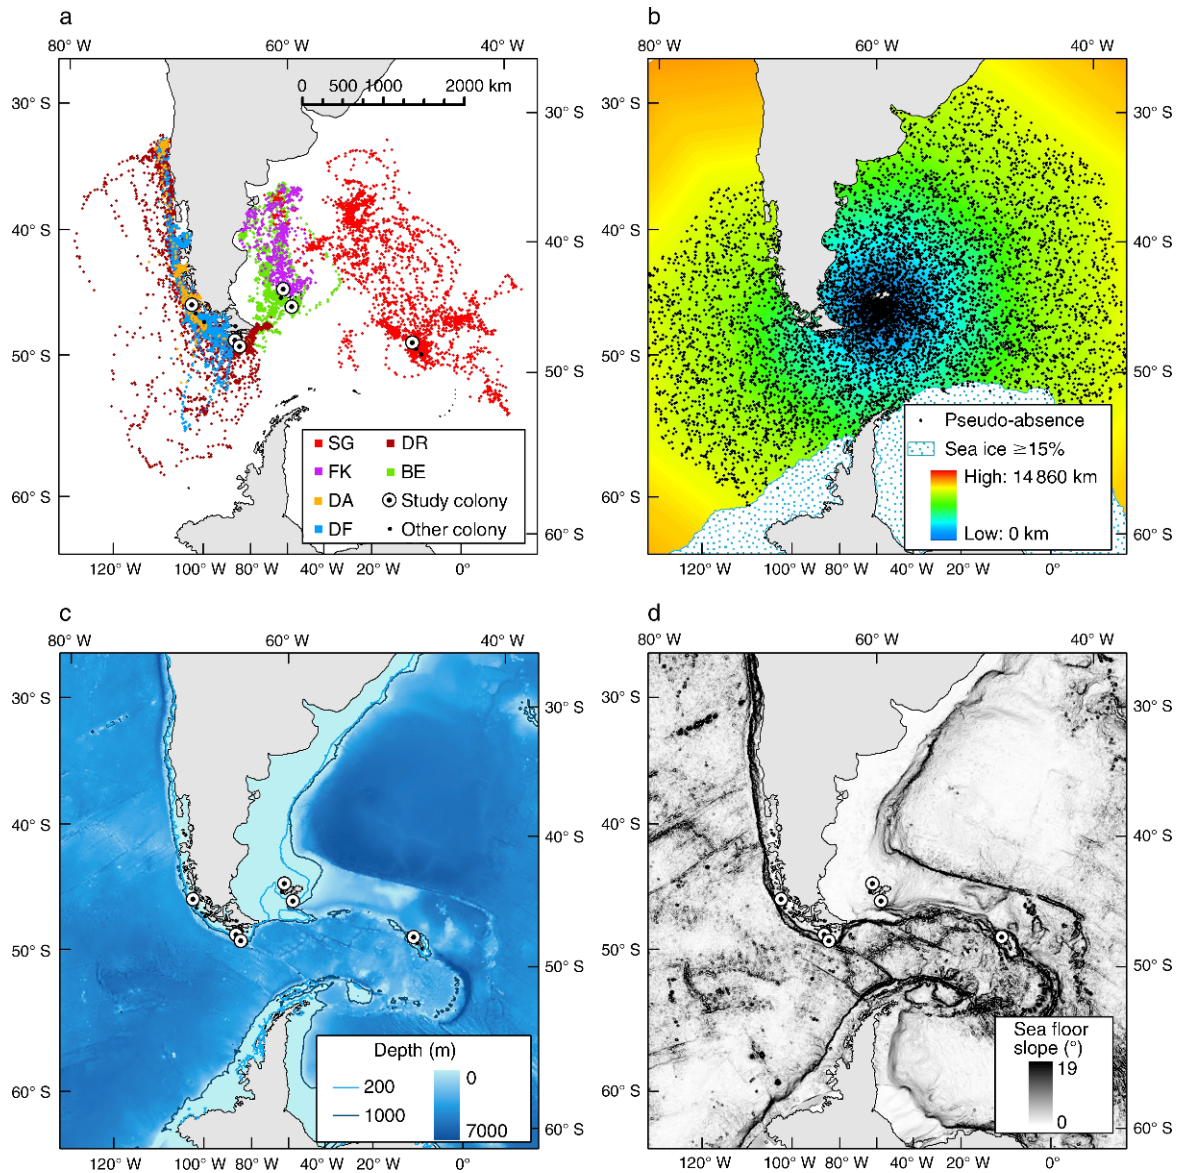 a
80° W 60° W 40° W
0 500 1000 2000 km
30° S 30° S
40° S 40° S
50° S 50° S
60° S 60° S
SG DR
FK BE
DA Study colony
DF Other colony
120° W 100° W 80° W 60° W 40° W 20° W 0°
b
80° W 60° W 40° W
30° S 30° S
40° S 40° S
50° S 50° S
60° S 60° S
Pseudo-absence
Sea ice ≥15%
High: 14 860 km
Low: 0 km
120° W 100° W 80° W 60° W 40° W 20° W 0°
c
80° W 60° W 40° W
30° S 30° S
40° S 40° S
50° S 50° S
60° S 60° S
Depth (m)
200 0
1000 7000
120° W 100° W 80° W 60° W 40° W 20° W 0°
d
80° W 60° W 40° W
30° S 30° S
40° S 40° S
50° S 50° S
60° S 60° S
Sea floor
slope (°)
19
0
120° W 100° W 80° W 60° W 40° W 20° W 0°